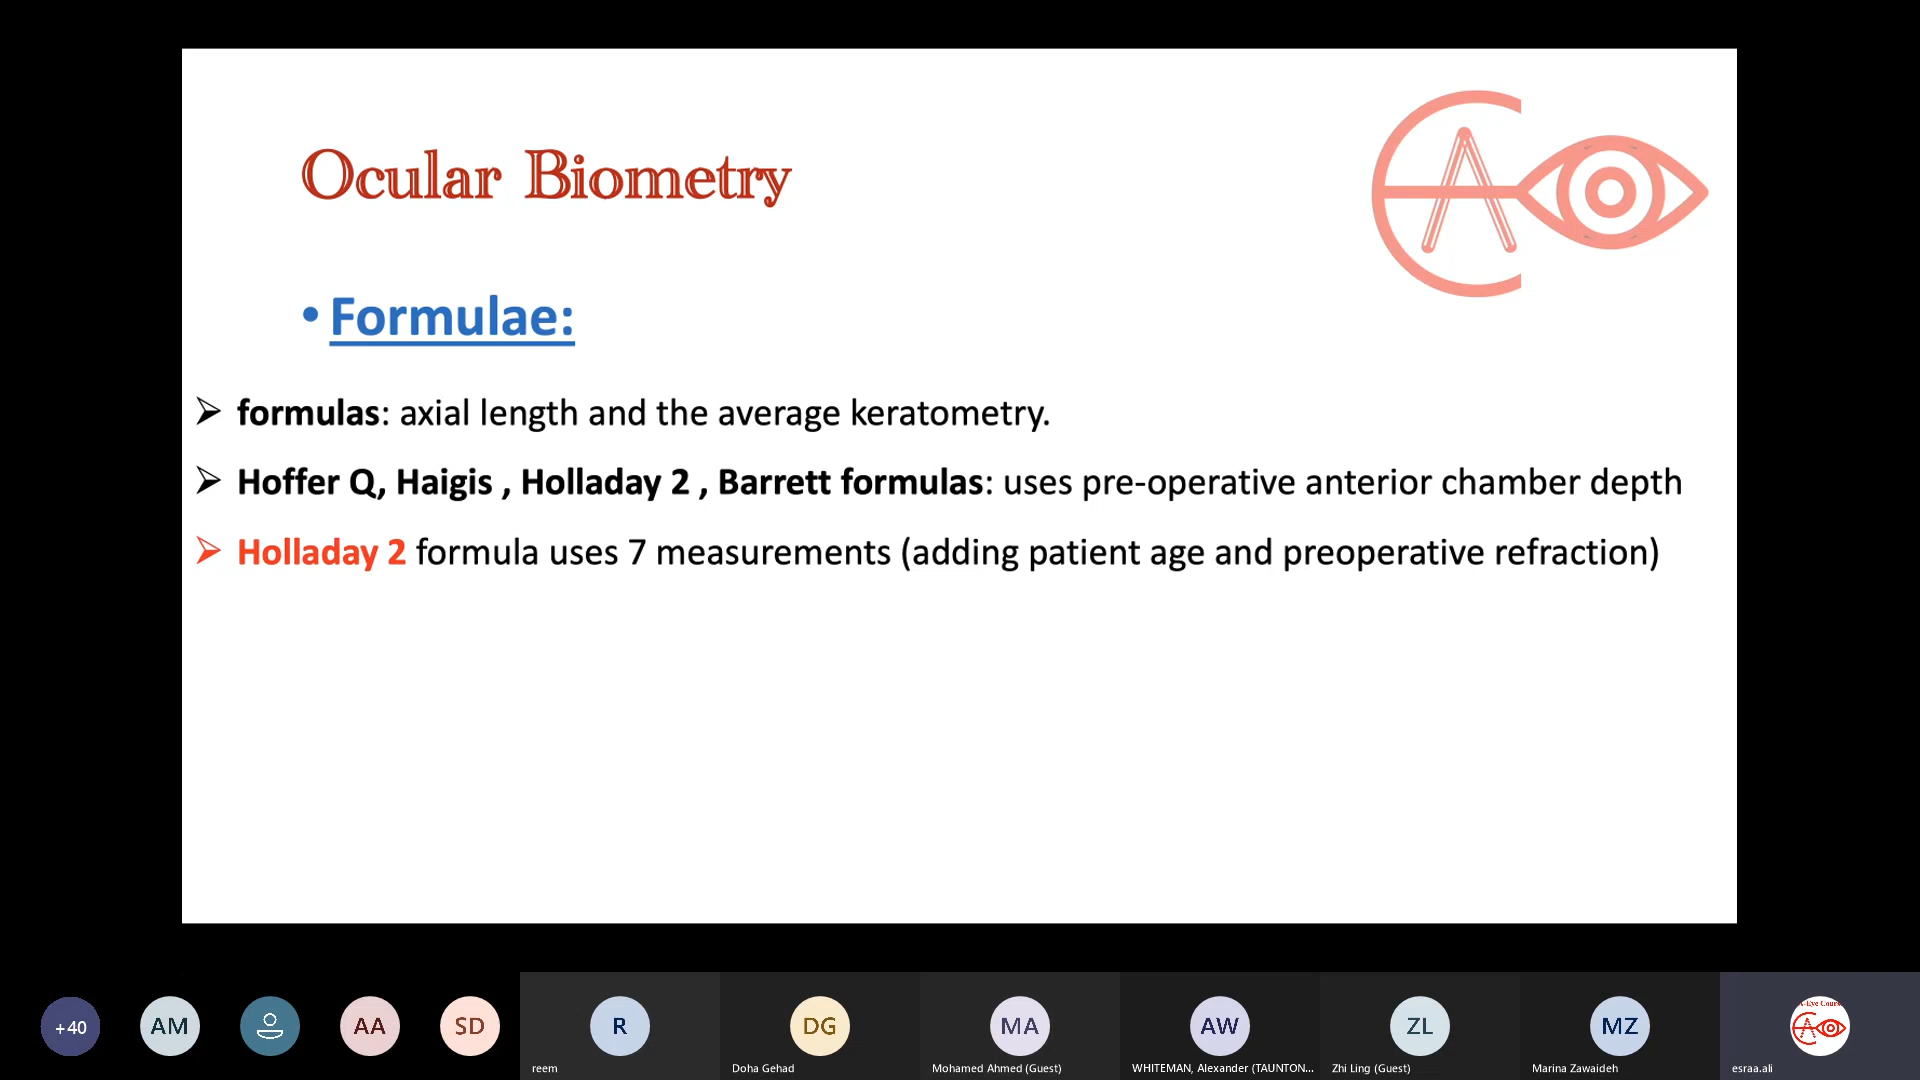 Ocular Biometry
• Formulae:
➢ formulas: axial length and the average keratometry.
➢ Hoffer Q, Haigis , Holladay 2 , Barrett formulas: uses pre-operative anterior chamber depth
➢ Holladay 2 formula uses 7 measurements (adding patient age and preoperative refraction)
+40
AM
AA
SD
R
DG
MA
AW
ZL
MZ
reem
Doha Gehad
Mohamed Ahmed (Guest)
WHITEMAN, Alexander (TAUNTON...
Zhi Ling (Guest)
Marina Zawaideh
esraa.ali